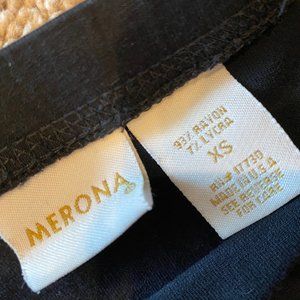 MERONA®
93% RAYON
7% LYCRA
XS
RN# 17730
MADE IN U.S.A
SEE REVERSE
FOR CARE